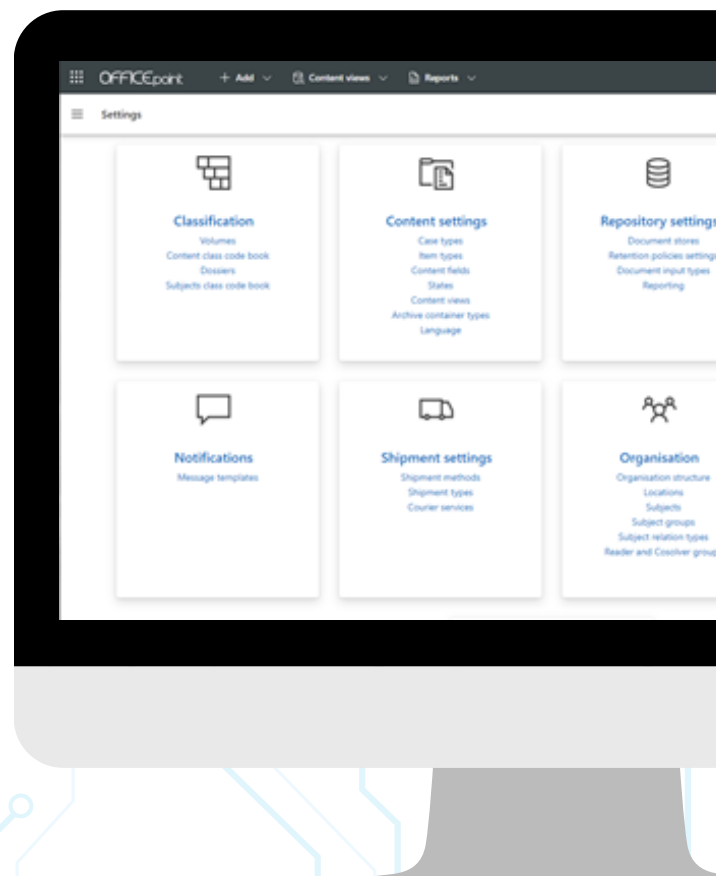 OFFICEpoint
Add
Content views
Reports
Settings
Classification
Volumes
Content class code book
Dossiers
Subjects class code book
Content settings
Case types
Item types
Content fields
States
Content views
Archive container types
Language
Repository settings
Document stores
Retention policies settings
Document input types
Reporting
Notifications
Message templates
Shipment settings
Shipment methods
Shipment types
Courier services
Organisation
Organisation structure
Locations
Subjects
Subject groups
Subject relation types
Reader and Cosolver group